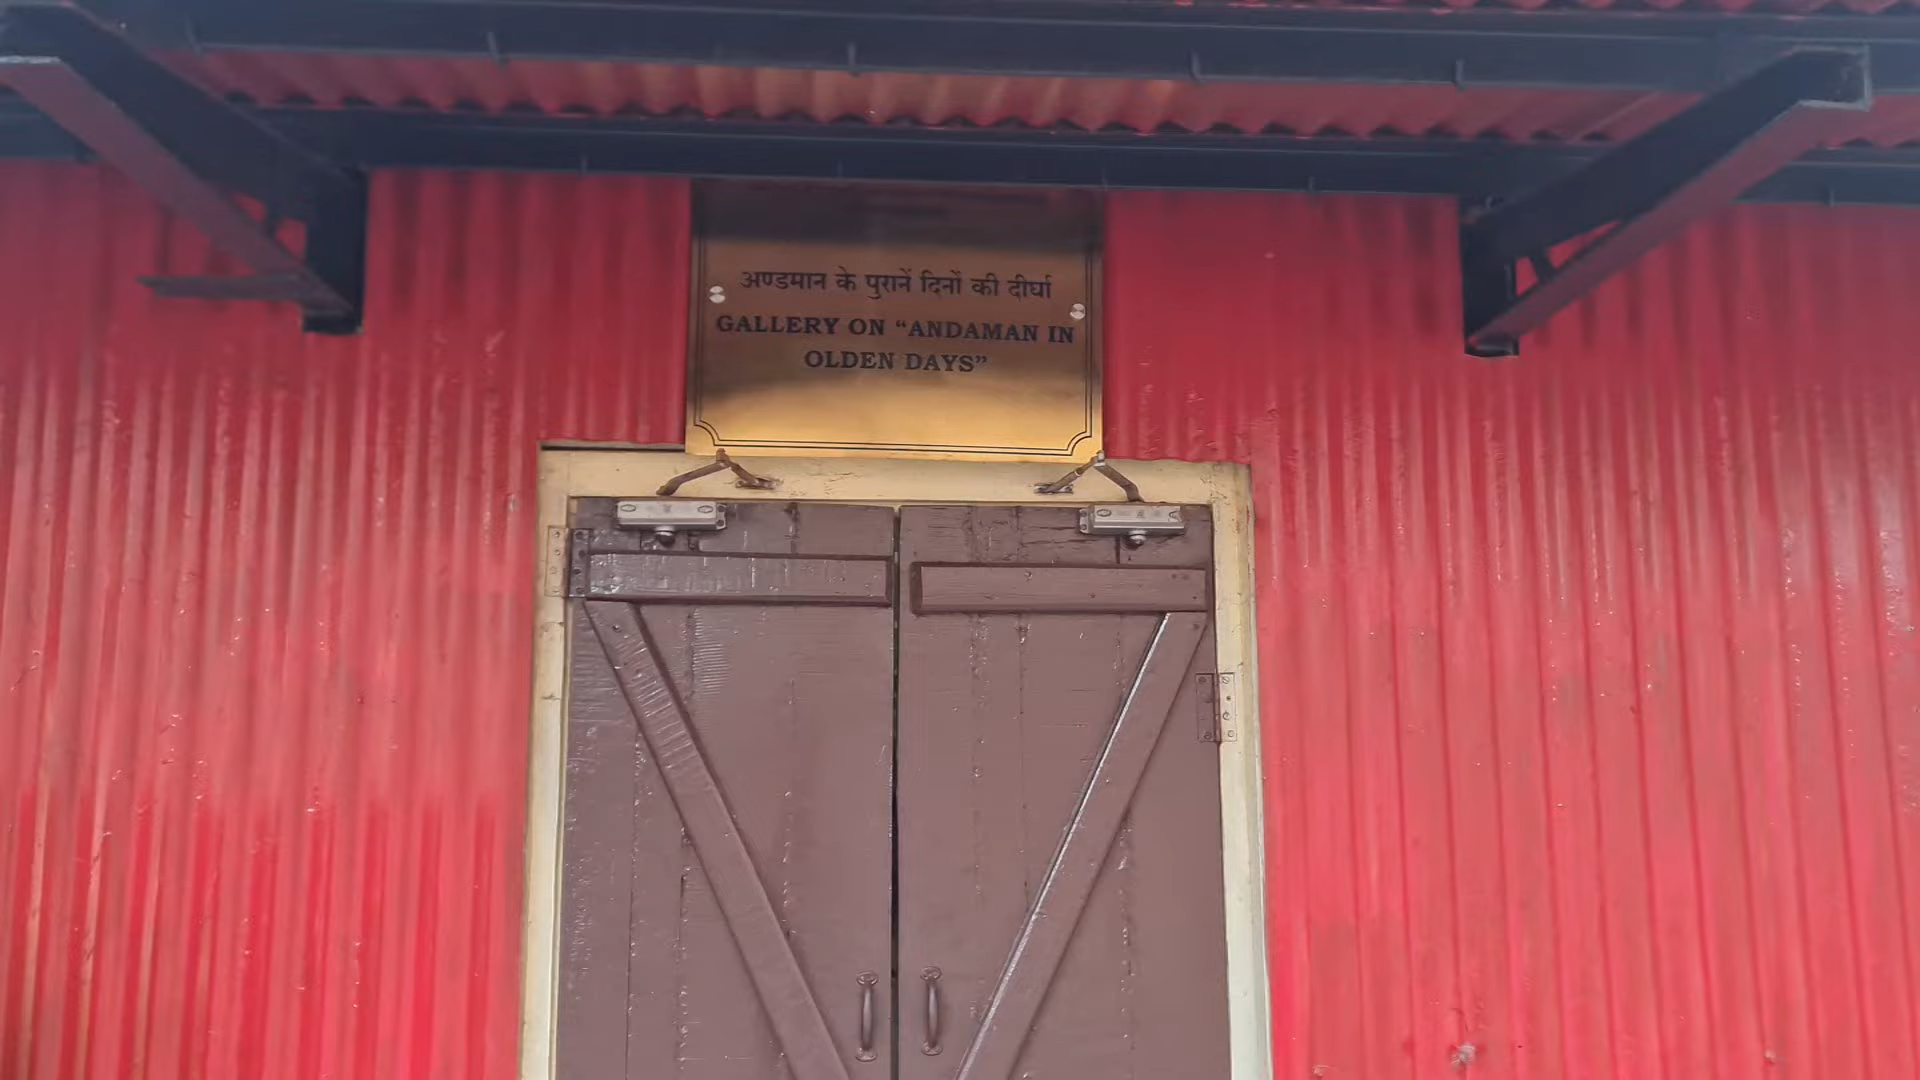 अण्डमान के पुरानें दिनों की दीर्घा
GALLERY ON “ANDAMAN IN
OLDEN DAYS”